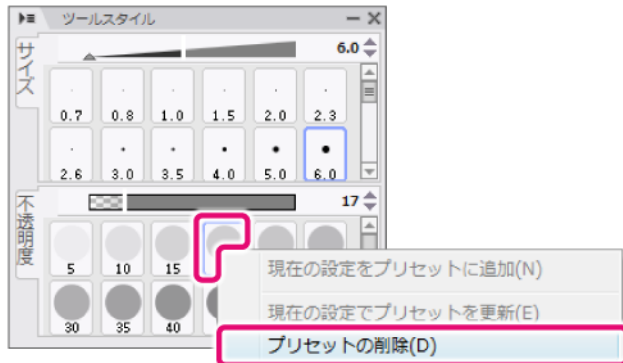 ツールスタイル
サイズ
6.0
0.7 0.8 1.0 1.5 2.0 2.3
2.6 3.0 3.5 4.0 5.0 6.0
不透明度
17
5 10 15
30 35 40
現在の設定をプリセットに追加(N)
現在の設定でプリセットを更新(E)
プリセットの削除(D)